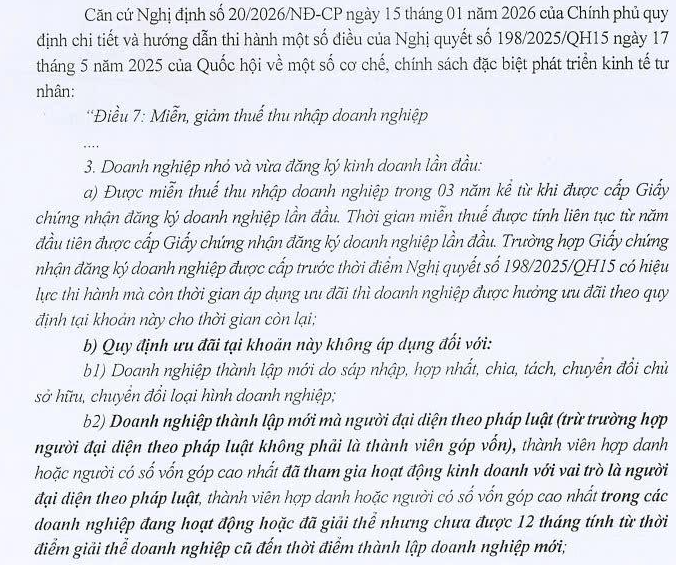 Căn cứ Nghị định số 20/2026/NĐ-CP ngày 15 tháng 01 năm 2026 của Chính phủ quy
định chi tiết và hướng dẫn thi hành một số điều của Nghị quyết số 198/2025/QH15 ngày 17
tháng 5 năm 2025 của Quốc hội về một số cơ chế, chính sách đặc biệt phát triển kinh tế tư
nhân:
“Điều 7: Miễn, giảm thuế thu nhập doanh nghiệp
....
3. Doanh nghiệp nhỏ và vừa đăng ký kinh doanh lần đầu:
a) Được miễn thuế thu nhập doanh nghiệp trong 03 năm kể từ khi được cấp Giấy
chứng nhận đăng ký doanh nghiệp lần đầu. Thời gian miễn thuế được tính liên tục từ năm
đầu tiên được cấp Giấy chứng nhận đăng ký doanh nghiệp lần đầu. Trường hợp Giấy chứng
nhận đăng ký doanh nghiệp được cấp trước thời điểm Nghị quyết số 198/2025/QH15 có hiệu
lực thi hành mà còn thời gian áp dụng ưu đãi thì doanh nghiệp được hưởng ưu đãi theo quy
định tại khoản này cho thời gian còn lại;
b) Quy định ưu đãi tại khoản này không áp dụng đối với:
b1) Doanh nghiệp thành lập mới do sáp nhập, hợp nhất, chia, tách, chuyển đổi chủ
sở hữu, chuyển đổi loại hình doanh nghiệp;
b2) Doanh nghiệp thành lập mới mà người đại diện theo pháp luật (trừ trường hợp
người đại diện theo pháp luật không phải là thành viên góp vốn), thành viên hợp danh
hoặc người có số vốn góp cao nhất đã tham gia hoạt động kinh doanh với vai trò là người
đại diện theo pháp luật, thành viên hợp danh hoặc người có số vốn góp cao nhất trong các
doanh nghiệp đang hoạt động hoặc đã giải thể nhưng chưa được 12 tháng tính từ thời
điểm giải thể doanh nghiệp cũ đến thời điểm thành lập doanh nghiệp mới;